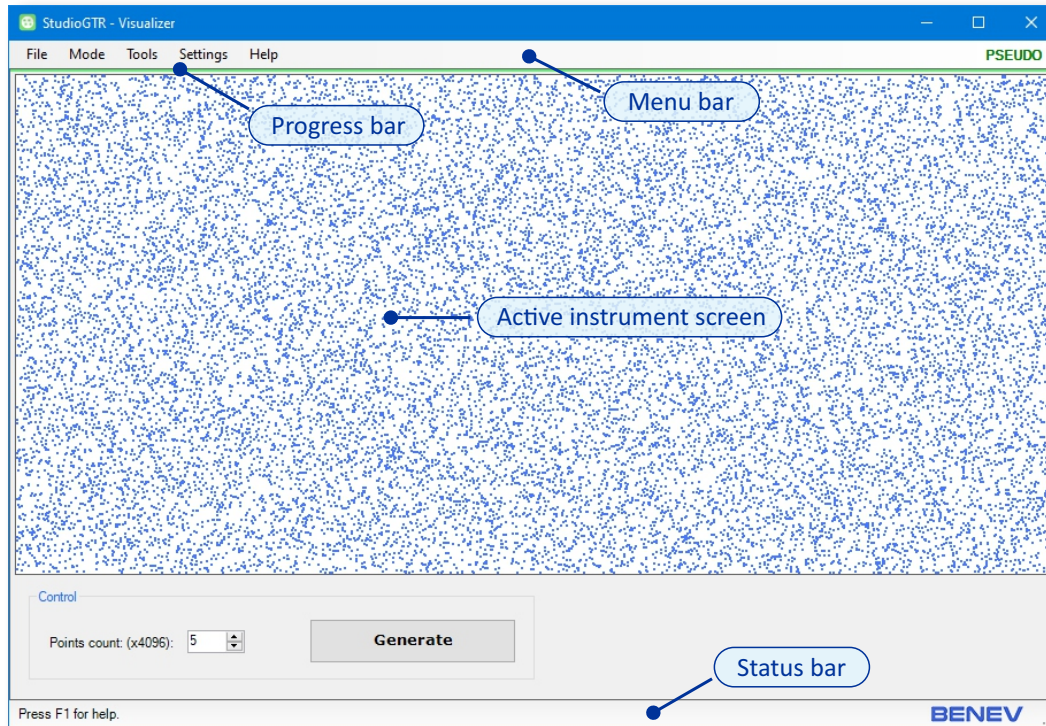 StudioGTR - Visualizer
File Mode Tools Settings Help PSEUDO
Menu bar
Progress bar
Active instrument screen
Control
Points count: (x4096): 5 Generate
Status bar
Press F1 for help. BENEV